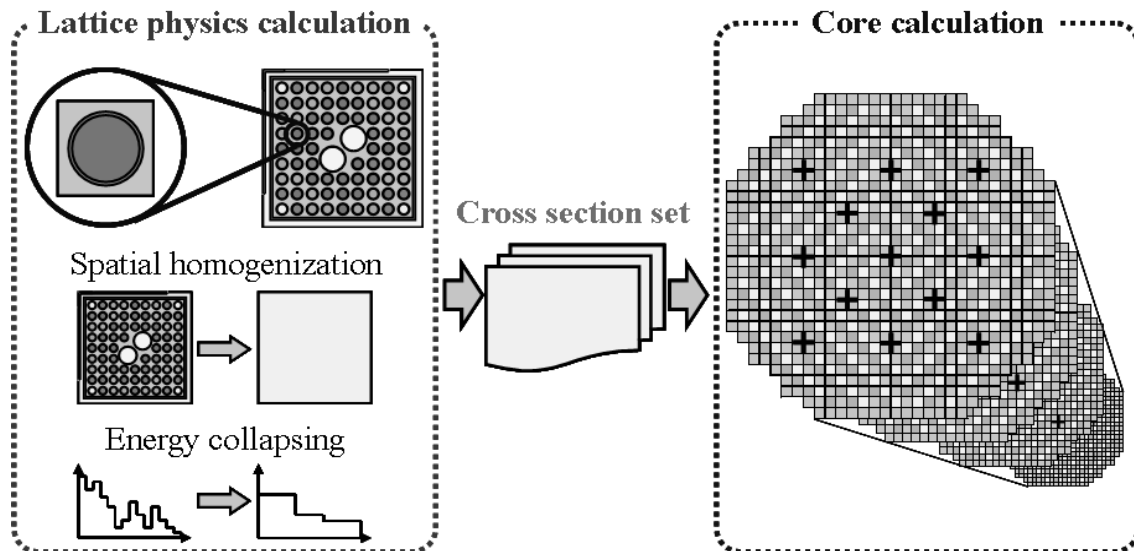 Lattice physics calculation
Core calculation
Cross section set
Spatial homogenization
Energy collapsing